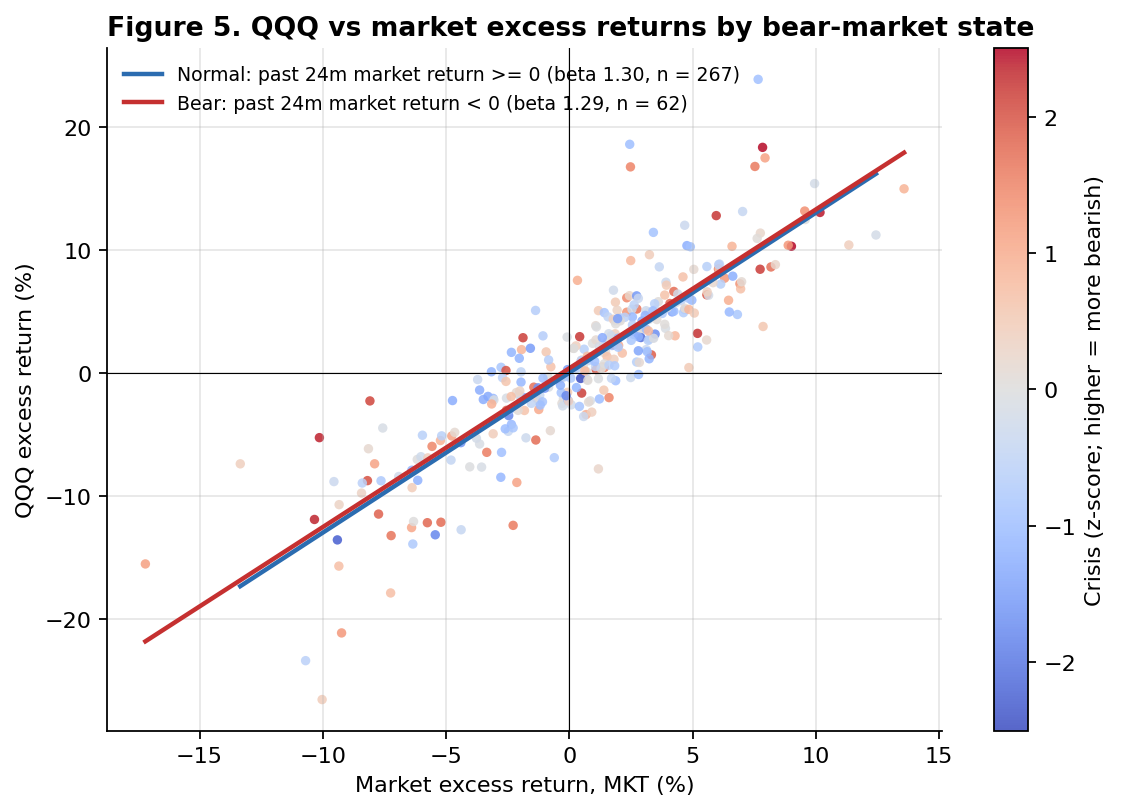 Figure 5. QQQ vs market excess returns by bear-market state
Normal: past 24m market return >= 0 (beta 1.30, n = 267)
Bear: past 24m market return < 0 (beta 1.29, n = 62)
QQQ excess return (%)
20
10
0
−10
−20
−15
−10
−5
0
5
10
15
Market excess return, MKT (%)
2
1
0
−1
−2
Crisis (z-score; higher = more bearish)